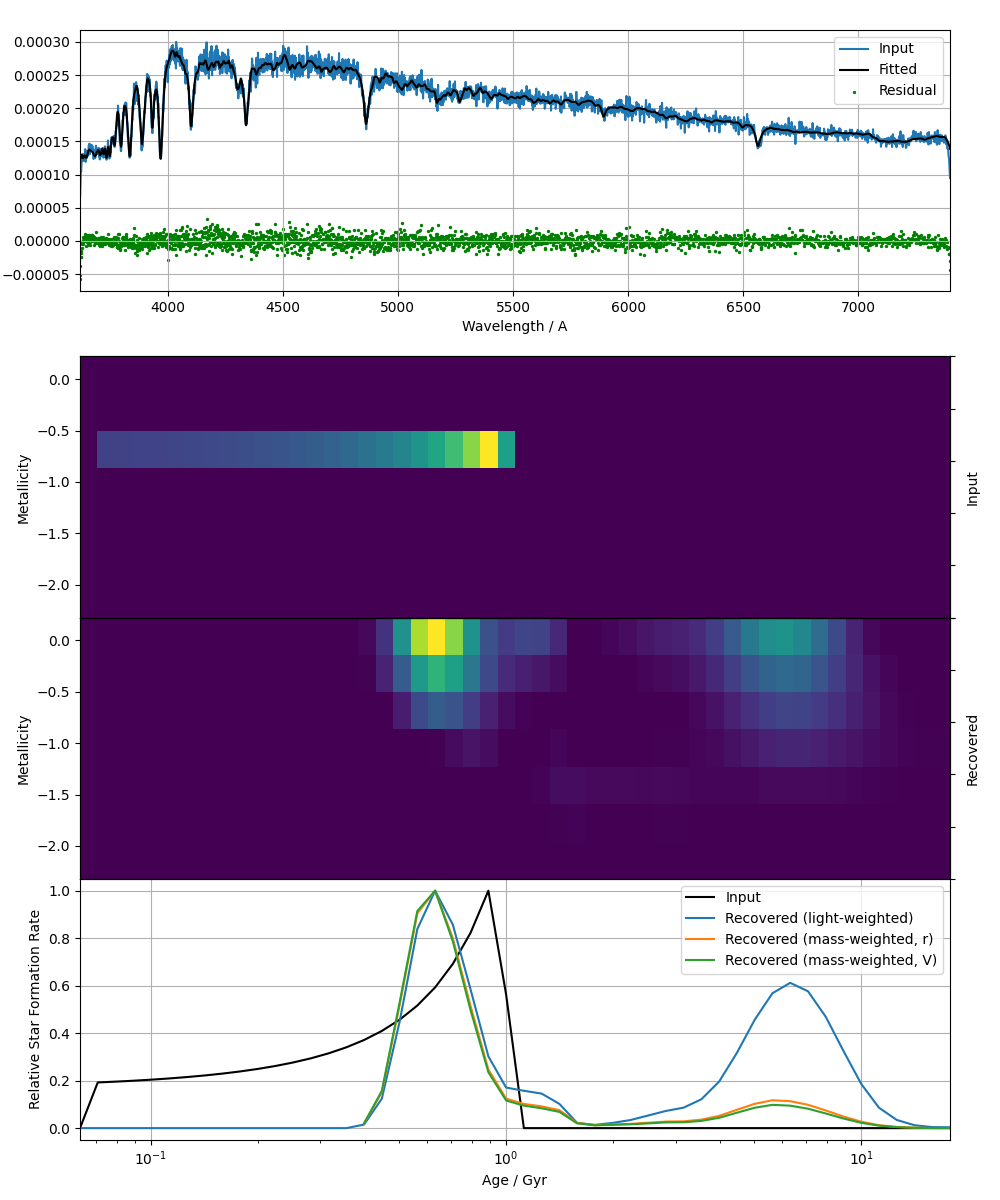 0.00030
0.00025
0.00020
0.00015
0.00010
0.00005
0.00000
−0.00005
Input
Fitted
Residual
4000 4500 5000 5500 6000 6500 7000
Wavelength / A
0.0
−0.5
−1.0
−1.5
−2.0
Metallicity
Input
0.0
−0.5
−1.0
−1.5
−2.0
Metallicity
Recovered
1.0
0.8
0.6
0.4
0.2
0.0
Relative Star Formation Rate
Input
Recovered (light-weighted)
Recovered (mass-weighted, r)
Recovered (mass-weighted, V)
10⁻¹ 10⁰ 10¹
Age / Gyr